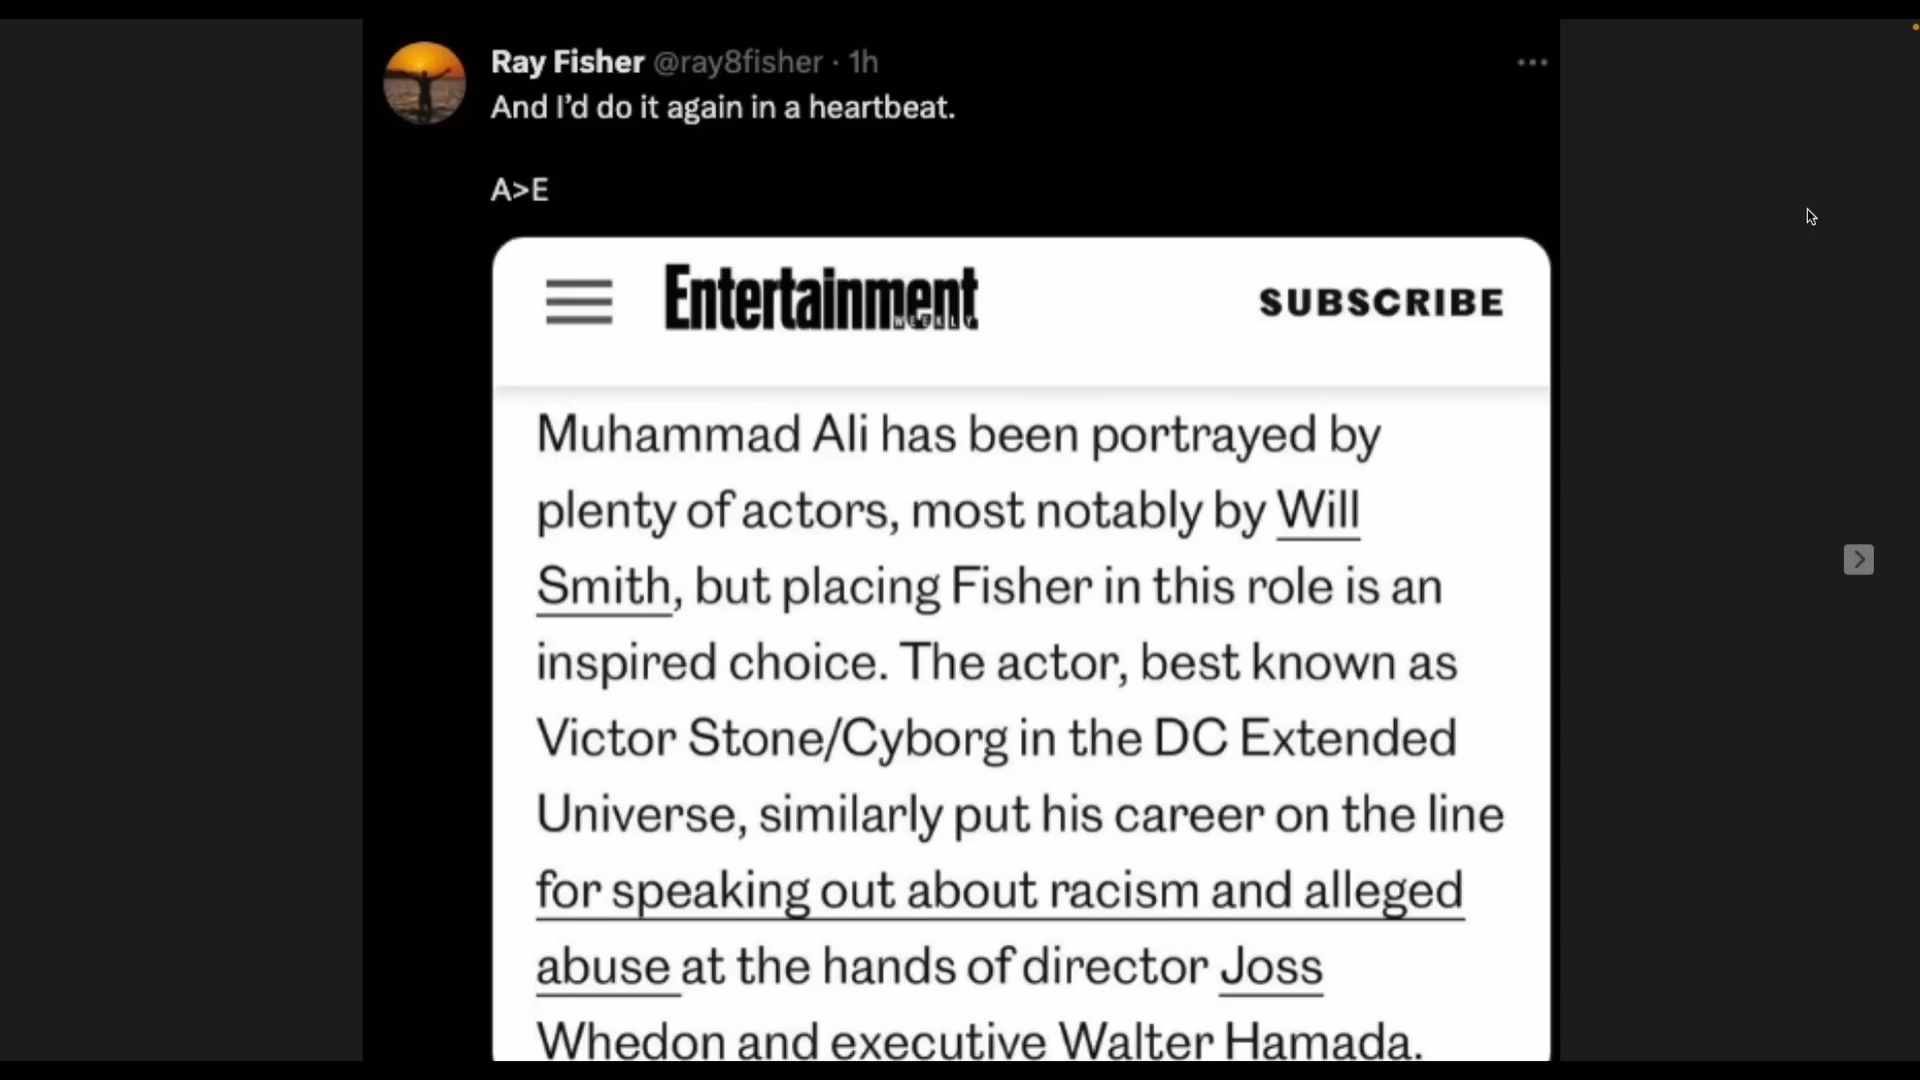 Ray Fisher @ray8fisher · 1h
And I’d do it again in a heartbeat.
A>E
Entertainment
WEEKLY
SUBSCRIBE
Muhammad Ali has been portrayed by
plenty of actors, most notably by Will
Smith, but placing Fisher in this role is an
inspired choice. The actor, best known as
Victor Stone/Cyborg in the DC Extended
Universe, similarly put his career on the line
for speaking out about racism and alleged
abuse at the hands of director Joss
Whedon and executive Walter Hamada.